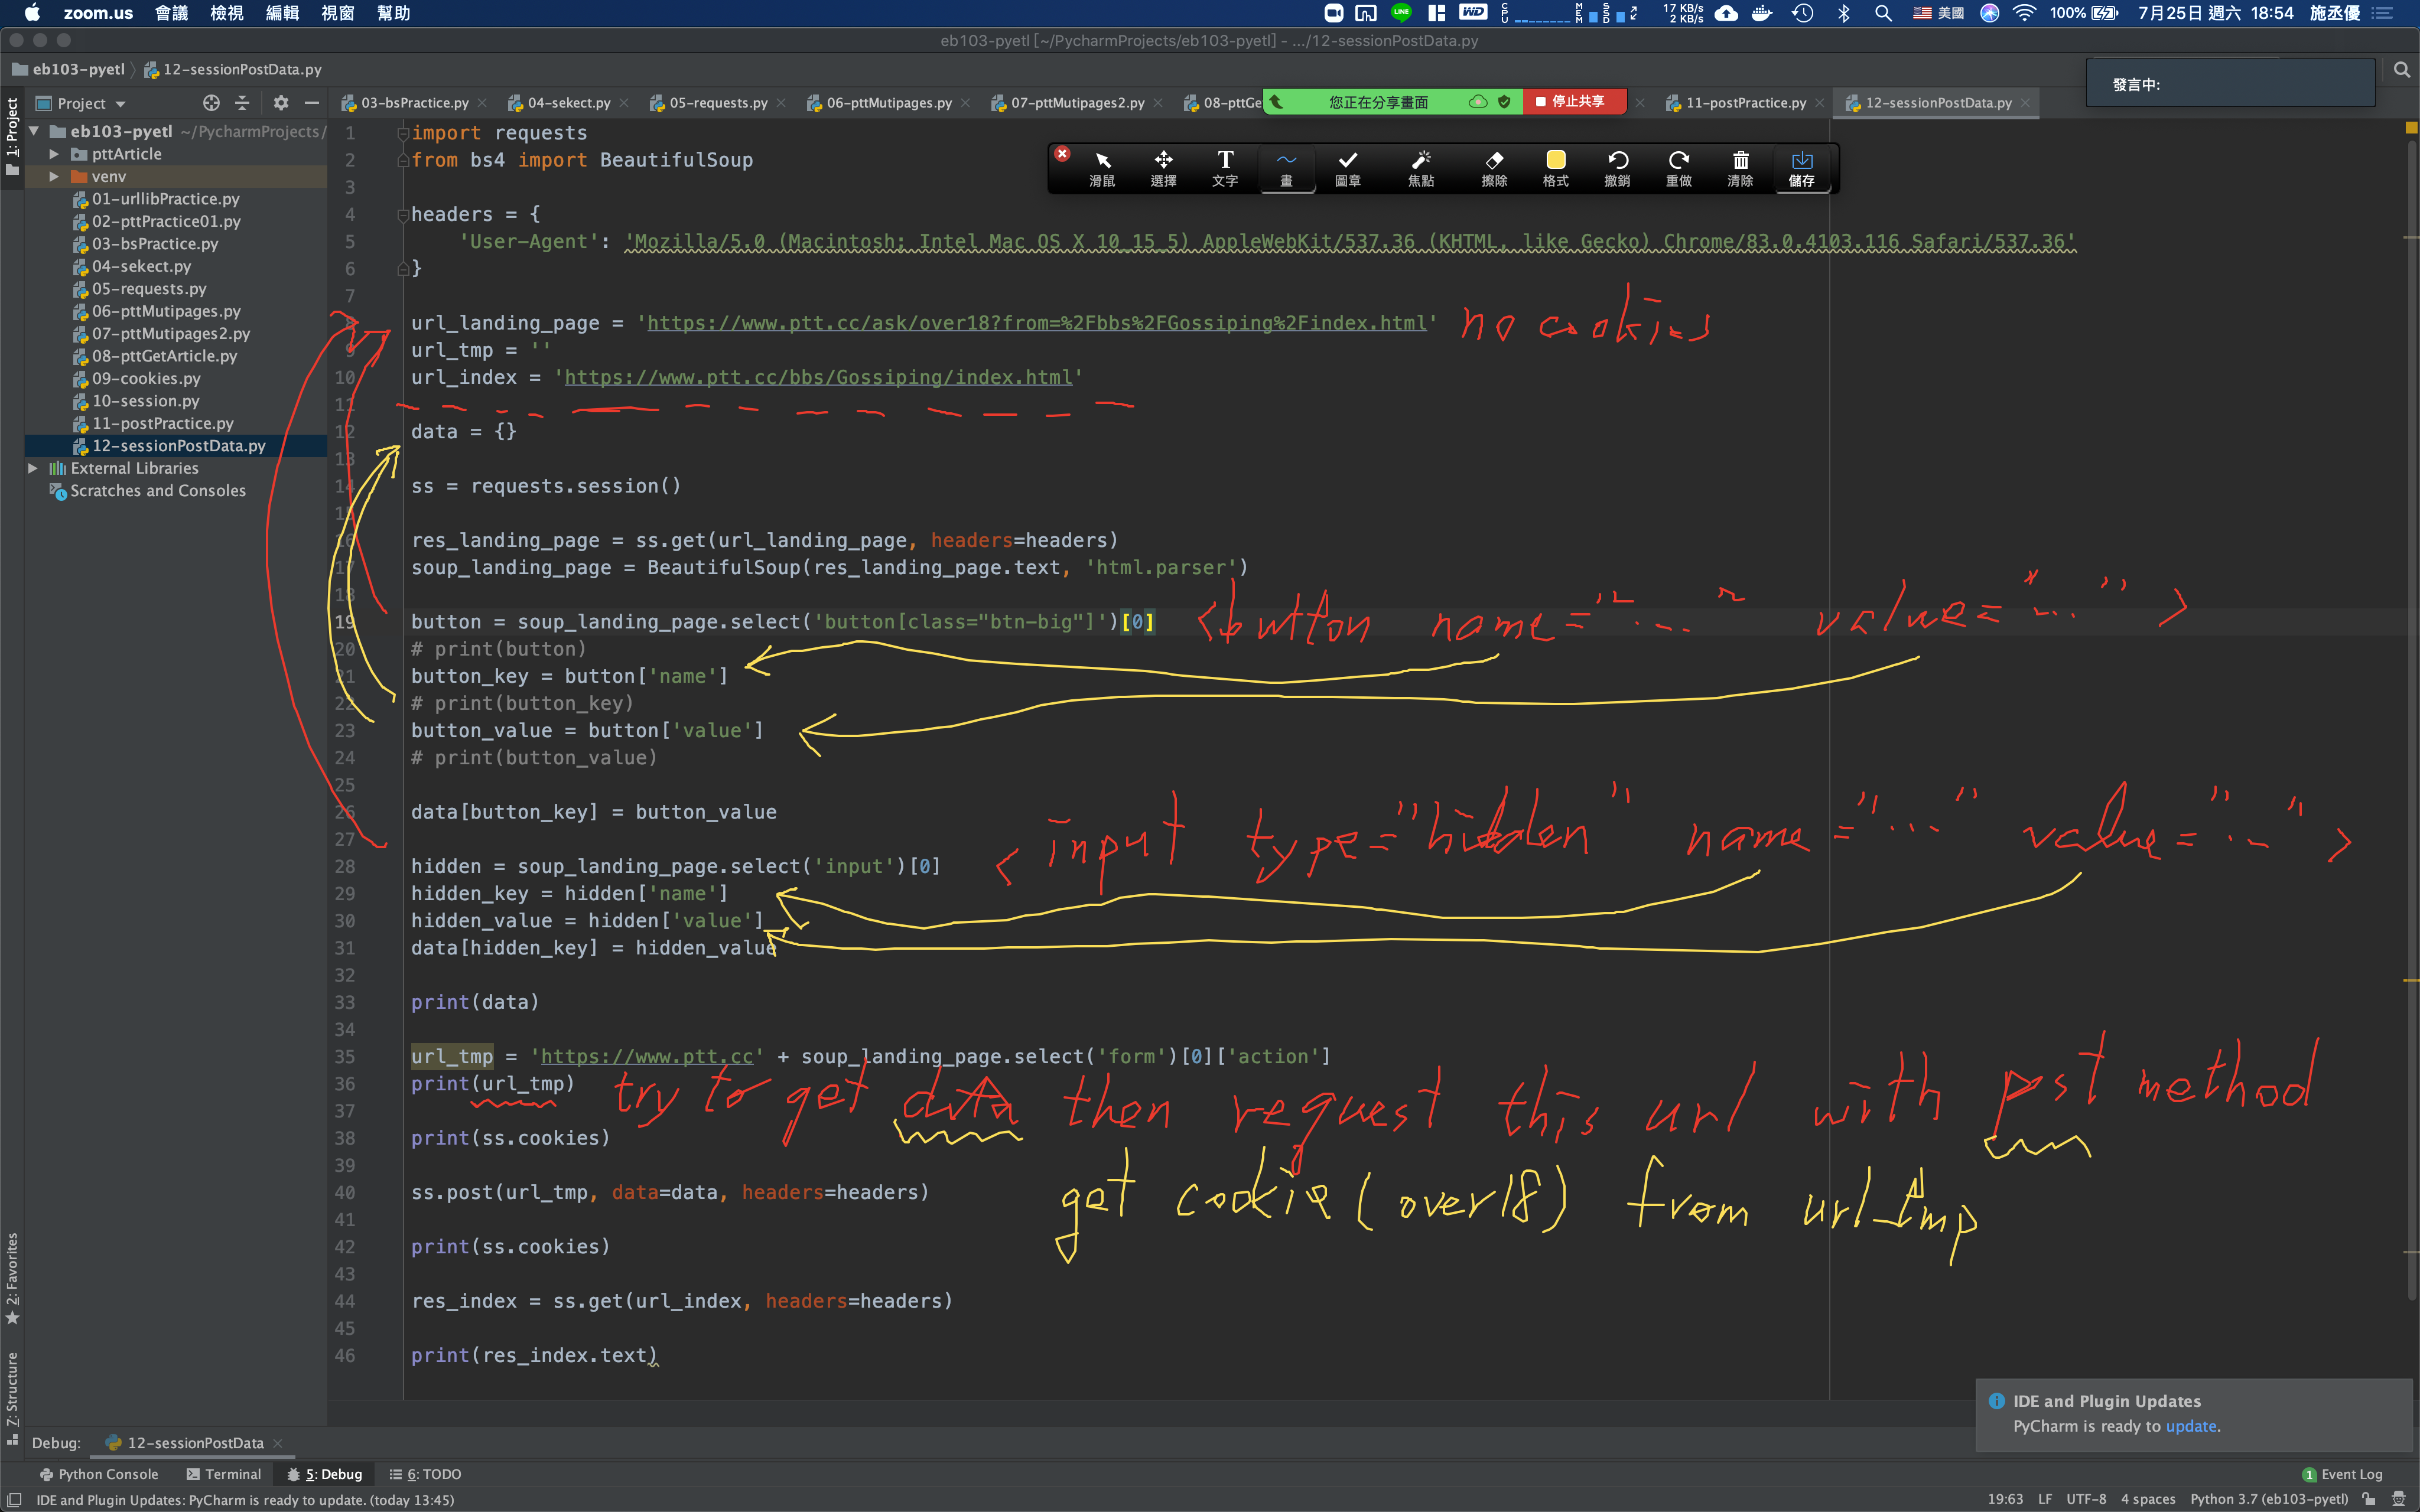 zoom.us 會議 檢視 編輯 視窗 幫助
LINE WD CPU MEM SSD 17 KB/s 2 KB/s 美國 100% 7月25日 週六 18:54 施丞優
eb103-pyetl [~/PycharmProjects/eb103-pyetl] - .../12-sessionPostData.py
eb103-pyetl 12-sessionPostData.py
發言中:
Project
03-bsPractice.py 04-sekect.py 05-requests.py 06-pttMutipages.py 07-pttMutipages2.py 08-pttGe 您正在分享畫面 停止共享 11-postPractice.py 12-sessionPostData.py
滑鼠 選擇 文字 畫 圖章 焦點 擦除 格式 撤銷 重做 清除 儲存
1: Project
eb103-pyetl ~/PycharmProjects/
pttArticle
venv
01-urllibPractice.py
02-pttPractice01.py
03-bsPractice.py
04-sekect.py
05-requests.py
06-pttMutipages.py
07-pttMutipages2.py
08-pttGetArticle.py
09-cookies.py
10-session.py
11-postPractice.py
12-sessionPostData.py
External Libraries
Scratches and Consoles
2: Favorites
7: Structure
1 import requests
2 from bs4 import BeautifulSoup
3
4 headers = {
5 'User-Agent': 'Mozilla/5.0 (Macintosh; Intel Mac OS X 10_15_5) AppleWebKit/537.36 (KHTML, like Gecko) Chrome/83.0.4103.116 Safari/537.36'
6 }
7
8 url_landing_page = 'https://www.ptt.cc/ask/over18?from=%2Fbbs%2FGossiping%2Findex.html' no cookies
9 url_tmp = ''
10 url_index = 'https://www.ptt.cc/bbs/Gossiping/index.html'
11
12 data = {}
13
14 ss = requests.session()
15
16 res_landing_page = ss.get(url_landing_page, headers=headers)
17 soup_landing_page = BeautifulSoup(res_landing_page.text, 'html.parser')
18
19 button = soup_landing_page.select('button[class="btn-big"]')[0] <button name="..." value="...">
20 # print(button)
21 button_key = button['name']
22 # print(button_key)
23 button_value = button['value']
24 # print(button_value)
25
26 data[button_key] = button_value
27 <input type="hidden" name="..." value="...">
28 hidden = soup_landing_page.select('input')[0]
29 hidden_key = hidden['name']
30 hidden_value = hidden['value']
31 data[hidden_key] = hidden_value
32
33 print(data)
34
35 url_tmp = 'https://www.ptt.cc' + soup_landing_page.select('form')[0]['action']
36 print(url_tmp) try to get data then request this url with post method
37
38 print(ss.cookies)
39
40 ss.post(url_tmp, data=data, headers=headers) get cookie(over18) from url_tmp
41
42 print(ss.cookies)
43
44 res_index = ss.get(url_index, headers=headers)
45
46 print(res_index.text)
IDE and Plugin Updates
PyCharm is ready to update.
Debug: 12-sessionPostData
Python Console Terminal 5: Debug 6: TODO 1 Event Log
IDE and Plugin Updates: PyCharm is ready to update. (today 13:45) 19:63 LF UTF-8 4 spaces Python 3.7 (eb103-pyetl)